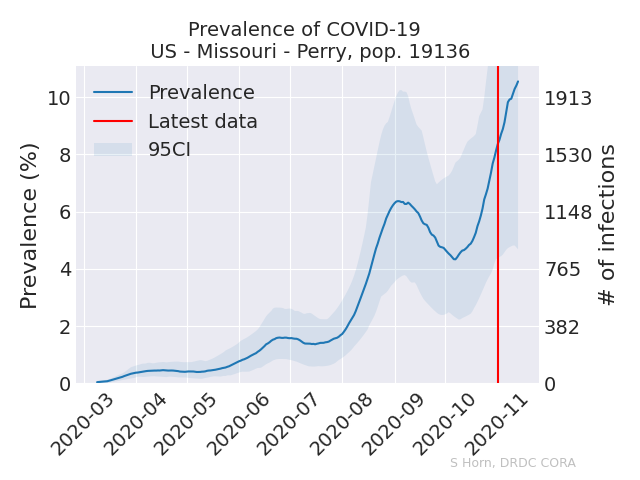 Prevalence of COVID-19
US - Missouri - Perry, pop. 19136
Prevalence (%)
10
8
6
4
2
0
Prevalence
Latest data
95CI
1913
1530
1148
765
382
0
# of infections
2020-03
2020-04
2020-05
2020-06
2020-07
2020-08
2020-09
2020-10
2020-11
S Horn, DRDC CORA